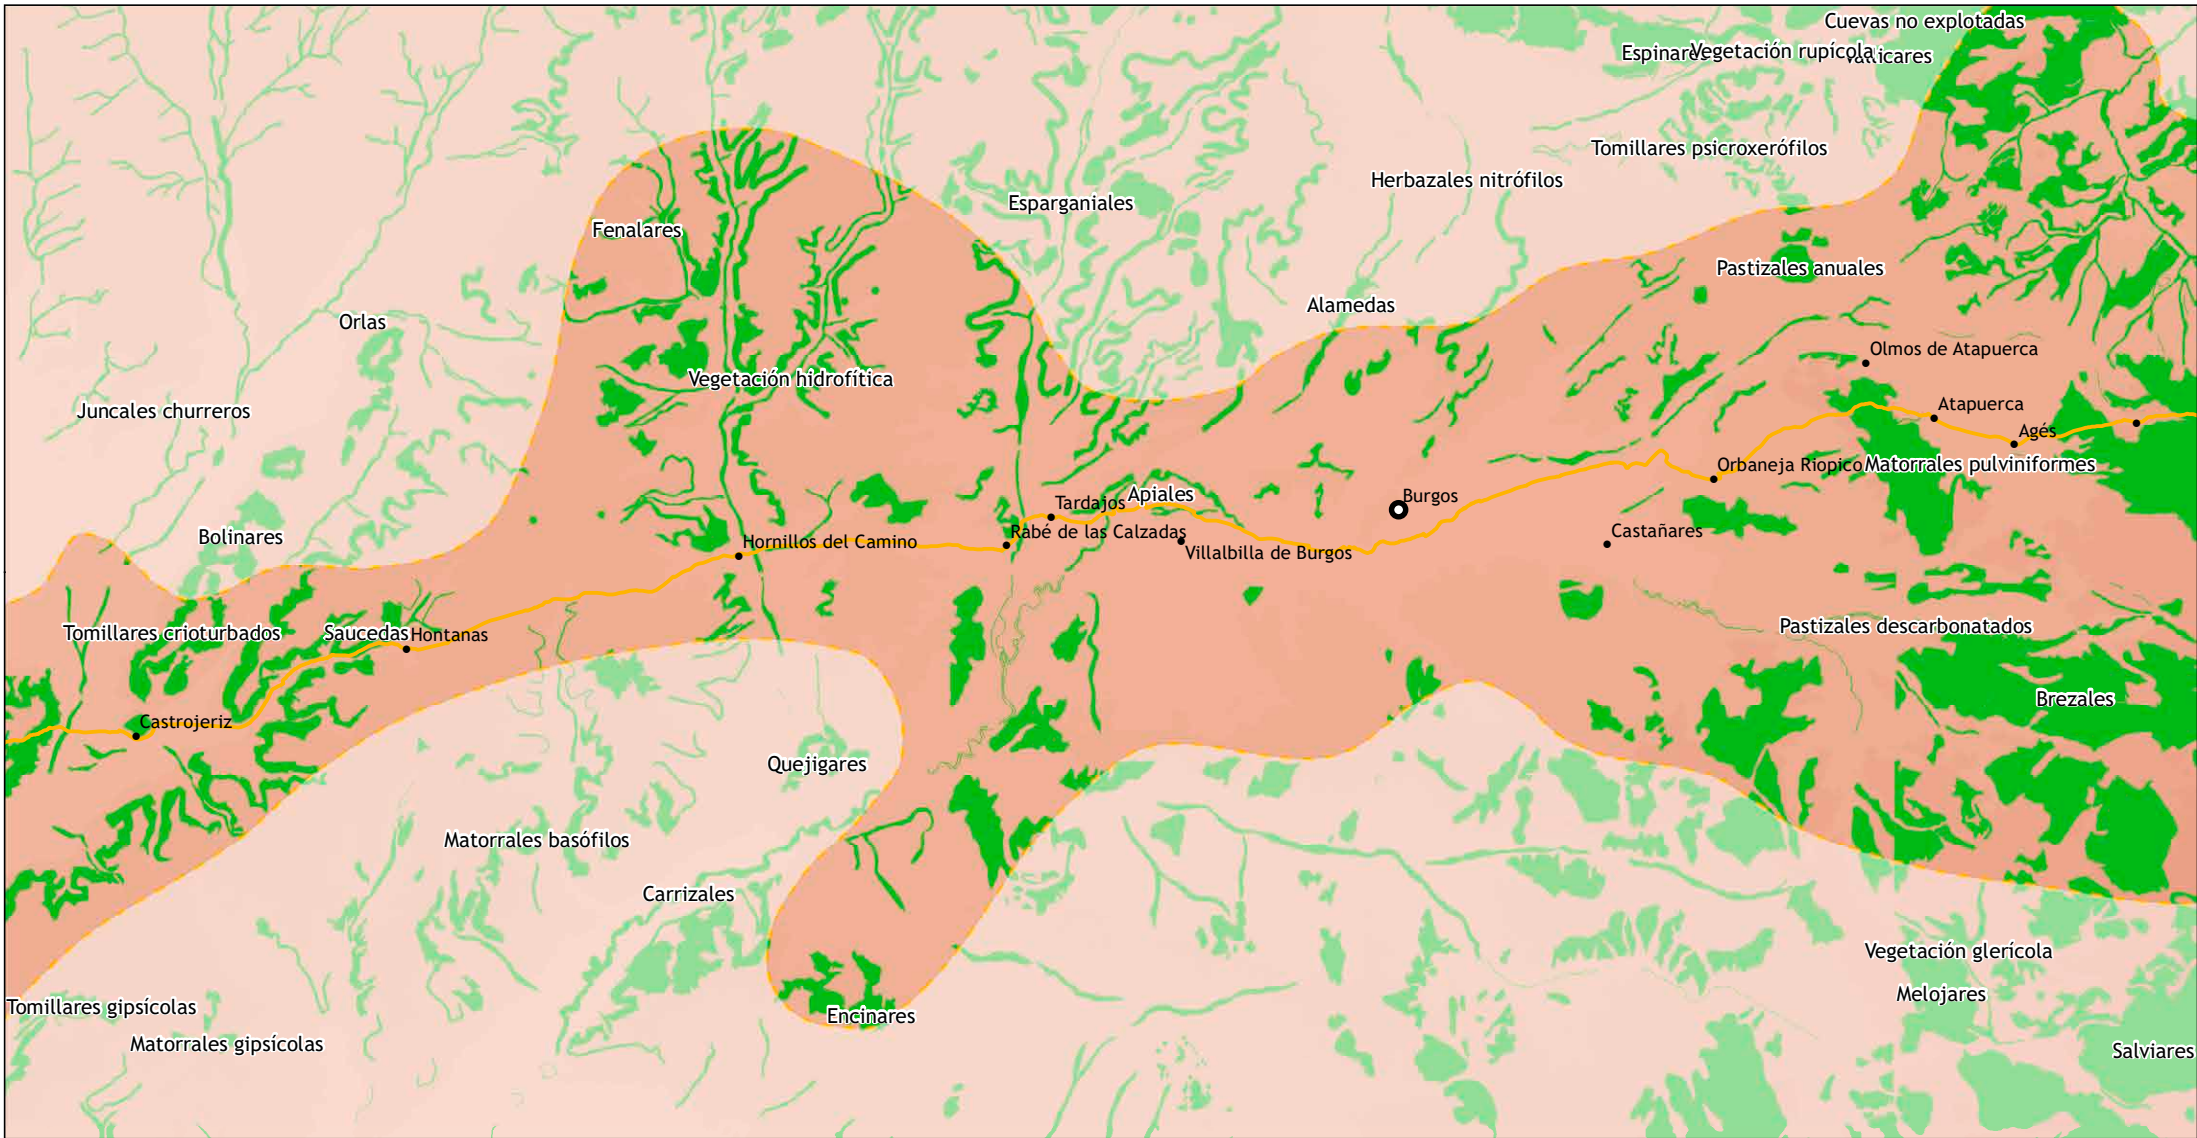 Cuevas no explotadas
Espinares
Vegetación rupícola
Vallicares
Tomillares psicroxerófilos
Herbazales nitrófilos
Esparganiales
Fenalares
Pastizales anuales
Alamedas
Orlas
Olmos de Atapuerca
Vegetación hidrofítica
Atapuerca
Juncales churreros
Agés
Orbaneja Riopico
Matorrales pulviniformes
Apiales
Burgos
Tardajos
Castañares
Rabé de las Calzadas
Bolinares
Hornillos del Camino
Villalbilla de Burgos
Pastizales descarbonatados
Tomillares crioturbados
Saucedas
Hontanas
Brezales
Castrojeriz
Quejigares
Matorrales basófilos
Carrizales
Vegetación glerícola
Melojares
Tomillares gipsícolas
Encinares
Matorrales gipsícolas
Salviares